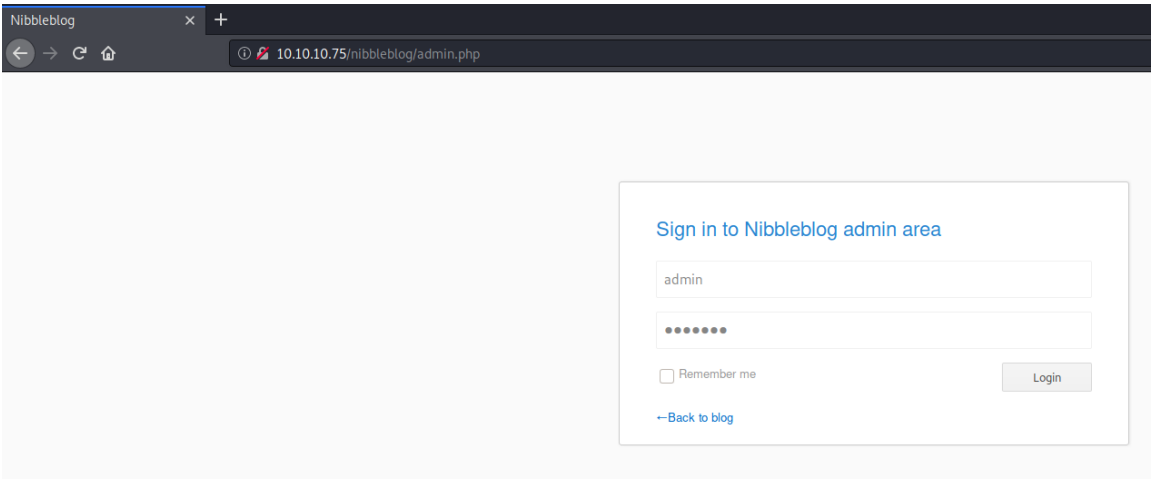 Nibbleblog
10.10.10.75/nibbleblog/admin.php
Sign in to Nibbleblog admin area
admin
•••••••
Remember me
Login
←Back to blog